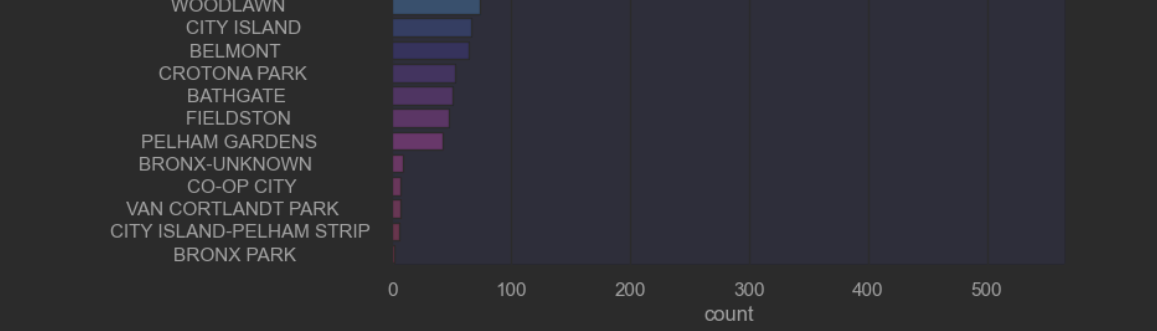 WOODLAWN
CITY ISLAND
BELMONT
CROTONA PARK
BATHGATE
FIELDSTON
PELHAM GARDENS
BRONX-UNKNOWN
CO-OP CITY
VAN CORTLANDT PARK
CITY ISLAND-PELHAM STRIP
BRONX PARK
0 100 200 300 400 500
count